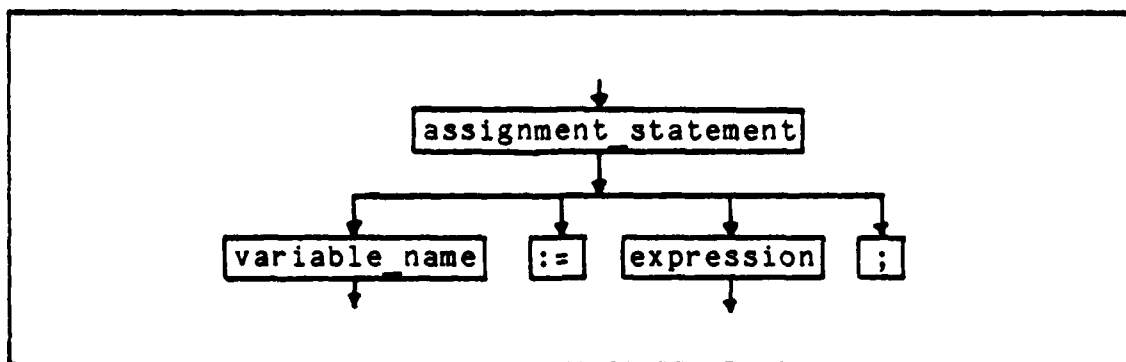 assignment_statement
variable_name := expression ;